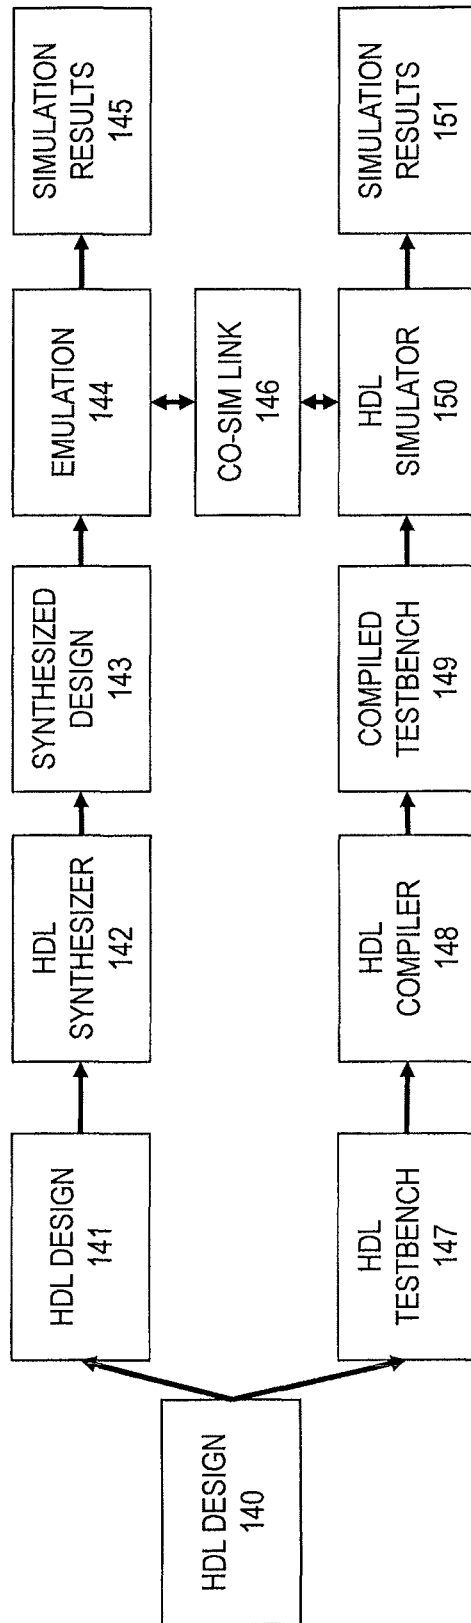 HDL DESIGN
140
HDL DESIGN
141
HDL
SYNTHESIZER
142
SYNTHESIZED
DESIGN
143
EMULATION
144
SIMULATION
RESULTS
145
CO-SIM LINK
146
HDL
TESTBENCH
147
HDL
COMPILER
148
COMPILED
TESTBENCH
149
HDL
SIMULATOR
150
SIMULATION
RESULTS
151